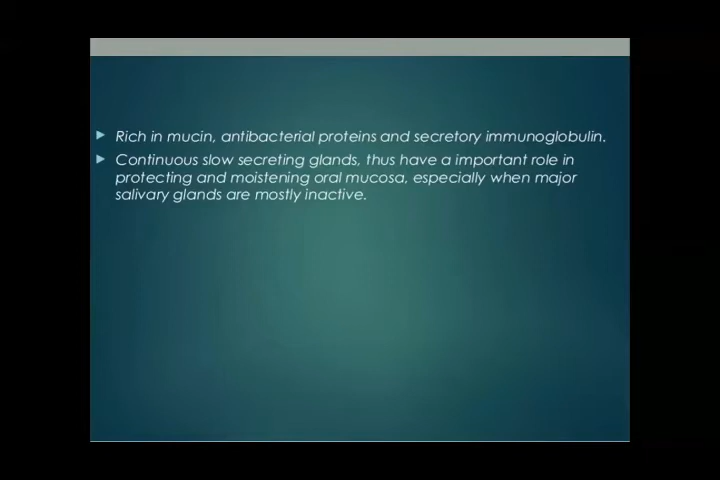 Rich in mucin, antibacterial proteins and secretory immunoglobulin.
Continuous slow secreting glands, thus have a important role in
protecting and moistening oral mucosa, especially when major
salivary glands are mostly inactive.